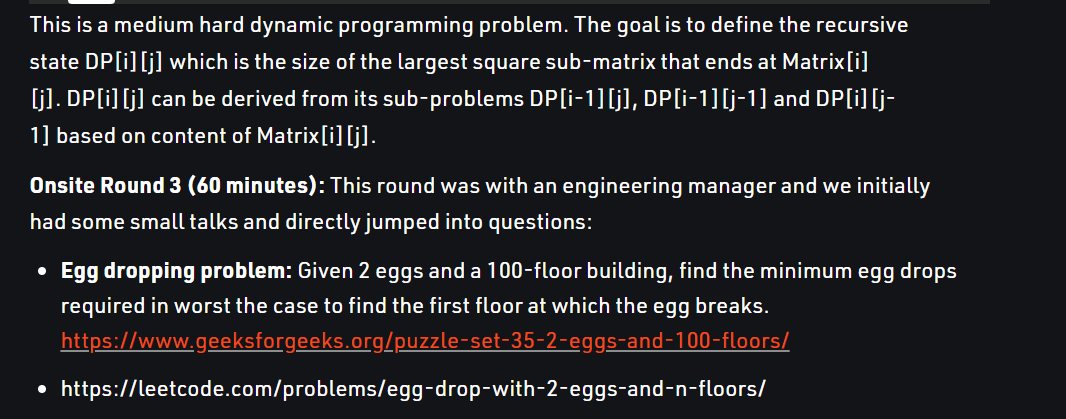 This is a medium hard dynamic programming problem. The goal is to define the recursive
state DP[i][j] which is the size of the largest square sub-matrix that ends at Matrix[i]
[j]. DP[i][j] can be derived from its sub-problems DP[i-1][j], DP[i-1][j-1] and DP[i][j-
1] based on content of Matrix[i][j].
Onsite Round 3 (60 minutes): This round was with an engineering manager and we initially
had some small talks and directly jumped into questions:
• Egg dropping problem: Given 2 eggs and a 100-floor building, find the minimum egg drops
required in worst the case to find the first floor at which the egg breaks.
https://www.geeksforgeeks.org/puzzle-set-35-2-eggs-and-100-floors/
• https://leetcode.com/problems/egg-drop-with-2-eggs-and-n-floors/